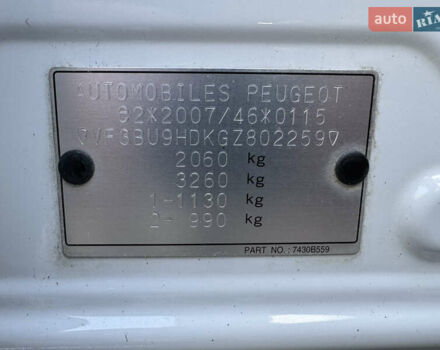 auto
RIA
AUTOMOBILES PEUGEOT
92*2007/46*0115
VF3BU9HDKGZ802259
2060 kg
3260 kg
1-1130 kg
2- 990 kg
PART NO. : 7430B559